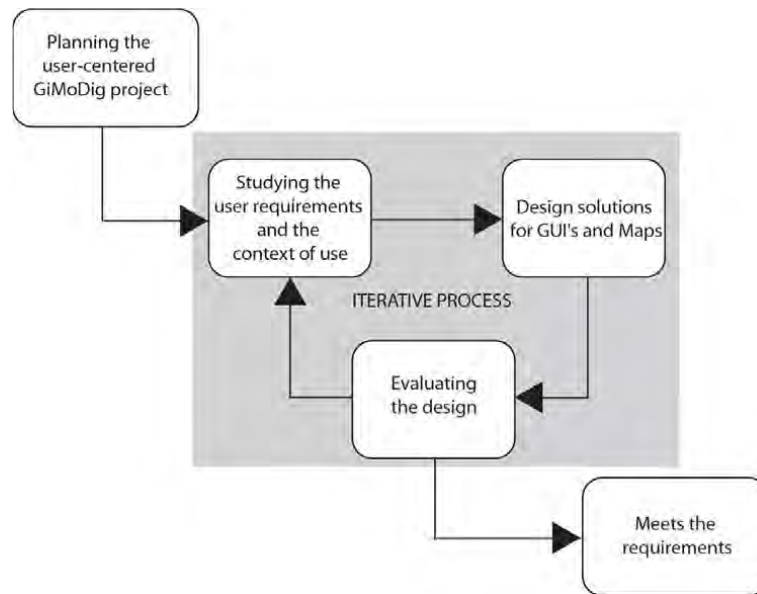 Planning the
user-centered
GiMoDig project
Studying the
user requirements
and the
context of use
Design solutions
for GUI's and Maps
ITERATIVE PROCESS
Evaluating
the design
Meets the
requirements